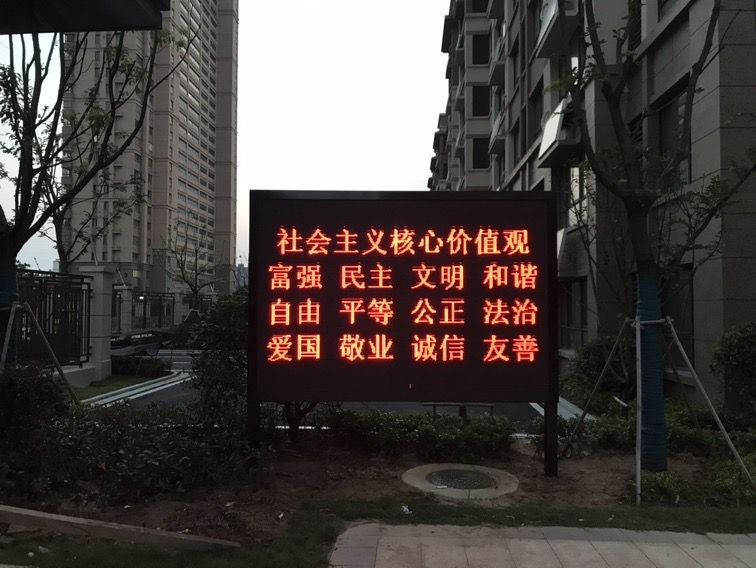 社会主义核心价值观
富强 民主 文明 和谐
自由 平等 公正 法治
爱国 敬业 诚信 友善